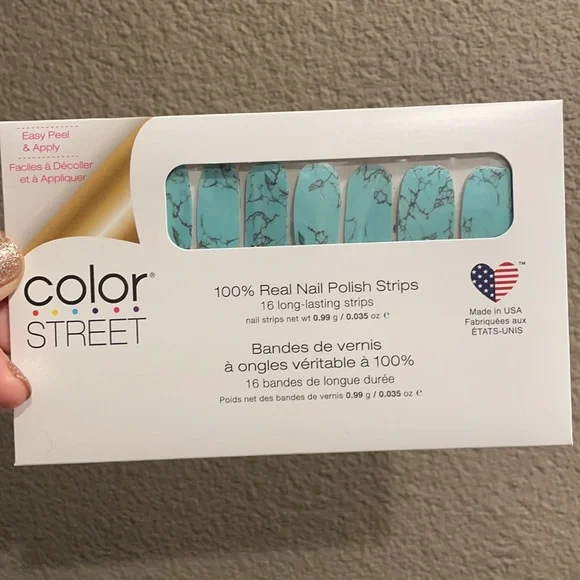 Easy Peel
& Apply
Faciles à Décoller
et à Appliquer
color®
STREET
100% Real Nail Polish Strips
16 long-lasting strips
nail strips net wt 0.99 g / 0.035 oz ℮
Bandes de vernis
à ongles véritable à 100%
16 bandes de longue durée
Poids net des bandes de vernis 0.99 g / 0.035 oz ℮
™
Made in USA
Fabriquées aux
ÉTATS-UNIS